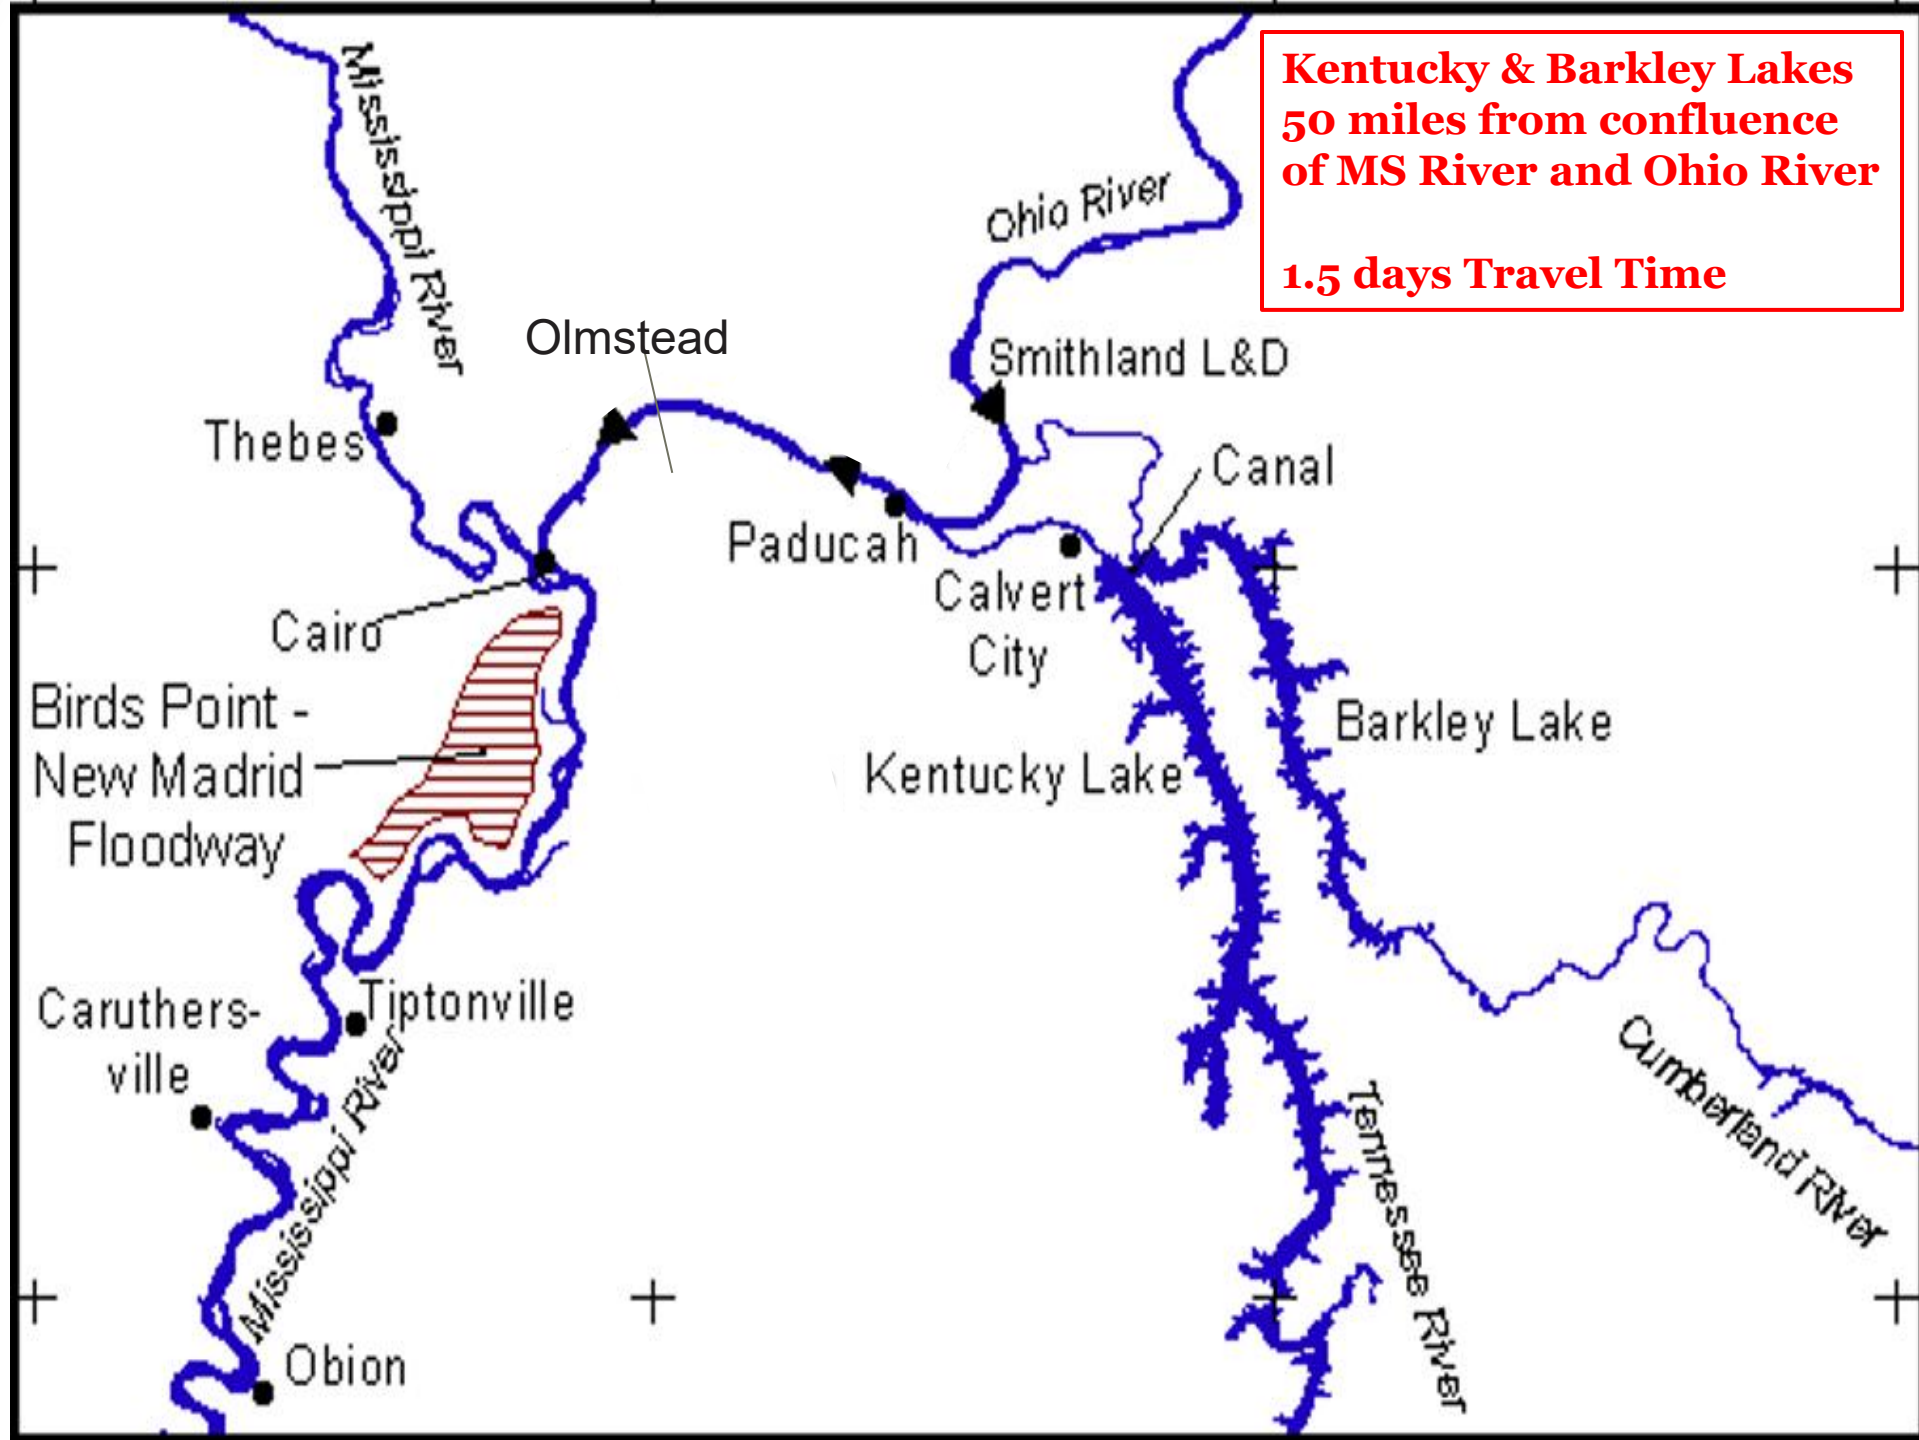 Kentucky & Barkley Lakes
50 miles from confluence
of MS River and Ohio River
1.5 days Travel Time
Mississippi River
Ohio River
Olmstead
Smithland L&D
Thebes
Canal
Paducah
Calvert
City
Cairo
Birds Point -
New Madrid
Floodway
Barkley Lake
Kentucky Lake
Caruthers-
ville
Tiptonville
Mississippi River
Cumberland River
Tennessee River
Obion